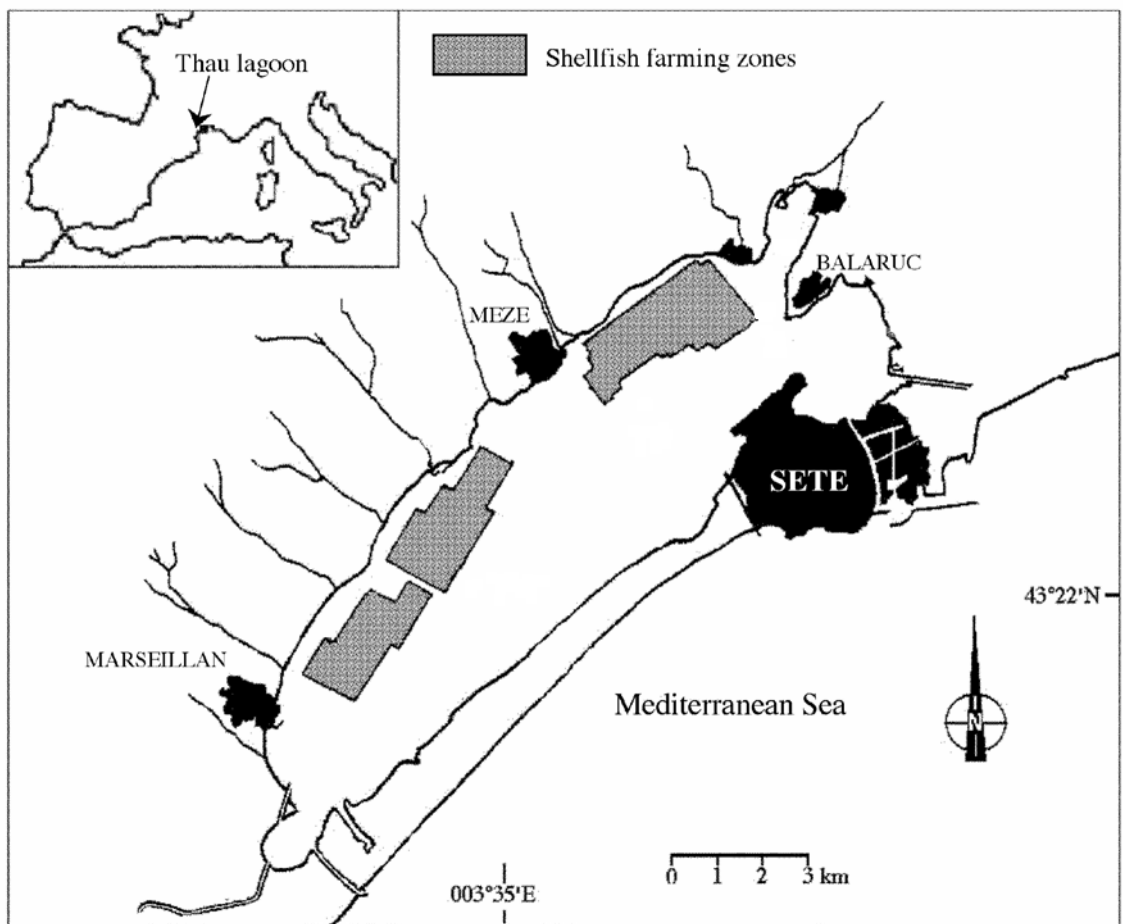 Thau lagoon
Shellfish farming zones
BALARUC
MEZE
SETE
43°22'N
MARSEILLAN
Mediterranean Sea
N
0 1 2 3 km
003°35'E